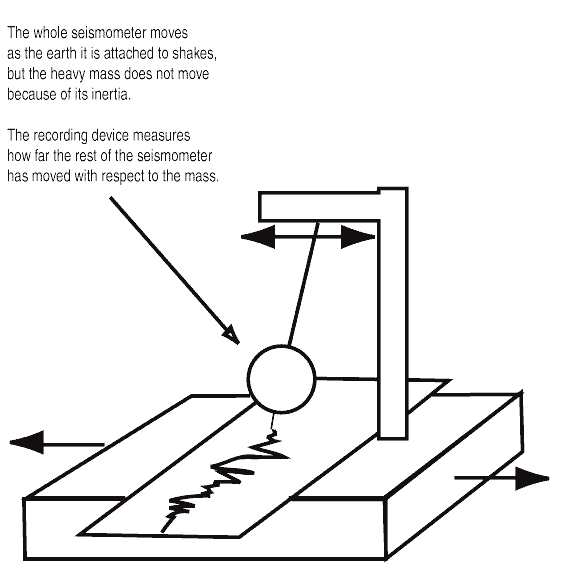 The whole seismometer moves
as the earth it is attached to shakes,
but the heavy mass does not move
because of its inertia.
The recording device measures
how far the rest of the seismometer
has moved with respect to the mass.